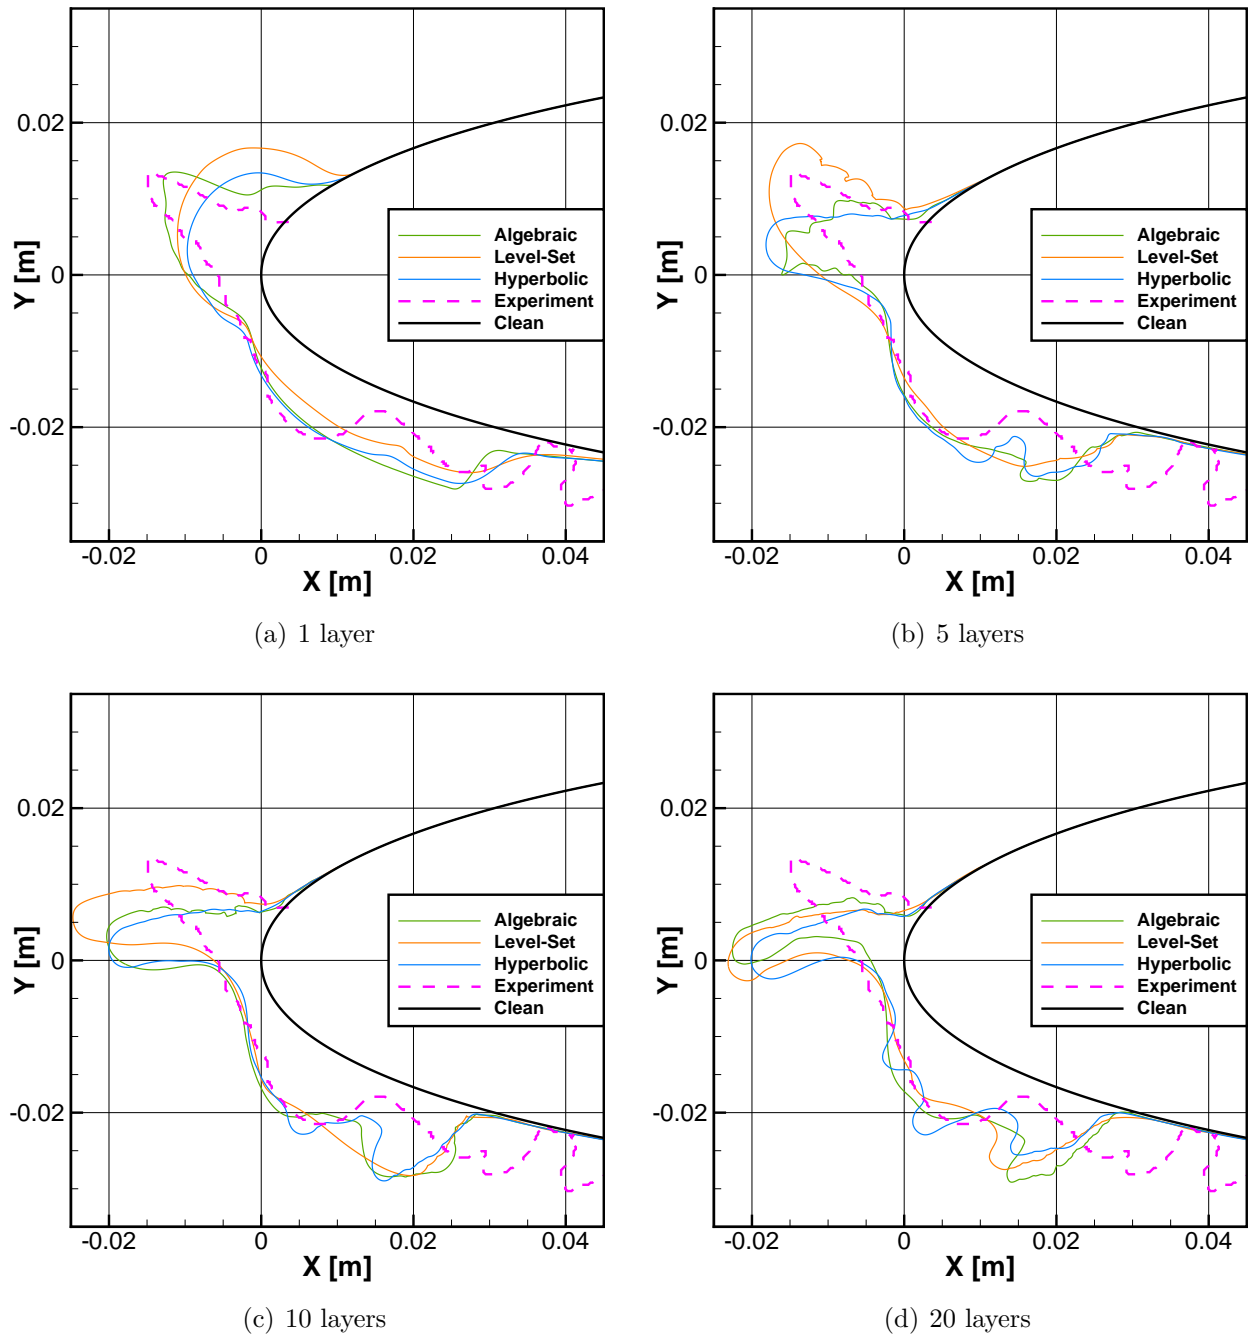 0.02
0
-0.02
Y [m]
-0.02
0
0.02
0.04
X [m]
Algebraic
Level-Set
Hyperbolic
Experiment
Clean
(a) 1 layer
0.02
0
-0.02
Y [m]
-0.02
0
0.02
0.04
X [m]
Algebraic
Level-Set
Hyperbolic
Experiment
Clean
(b) 5 layers
0.02
0
-0.02
Y [m]
-0.02
0
0.02
0.04
X [m]
Algebraic
Level-Set
Hyperbolic
Experiment
Clean
(c) 10 layers
0.02
0
-0.02
Y [m]
-0.02
0
0.02
0.04
X [m]
Algebraic
Level-Set
Hyperbolic
Experiment
Clean
(d) 20 layers